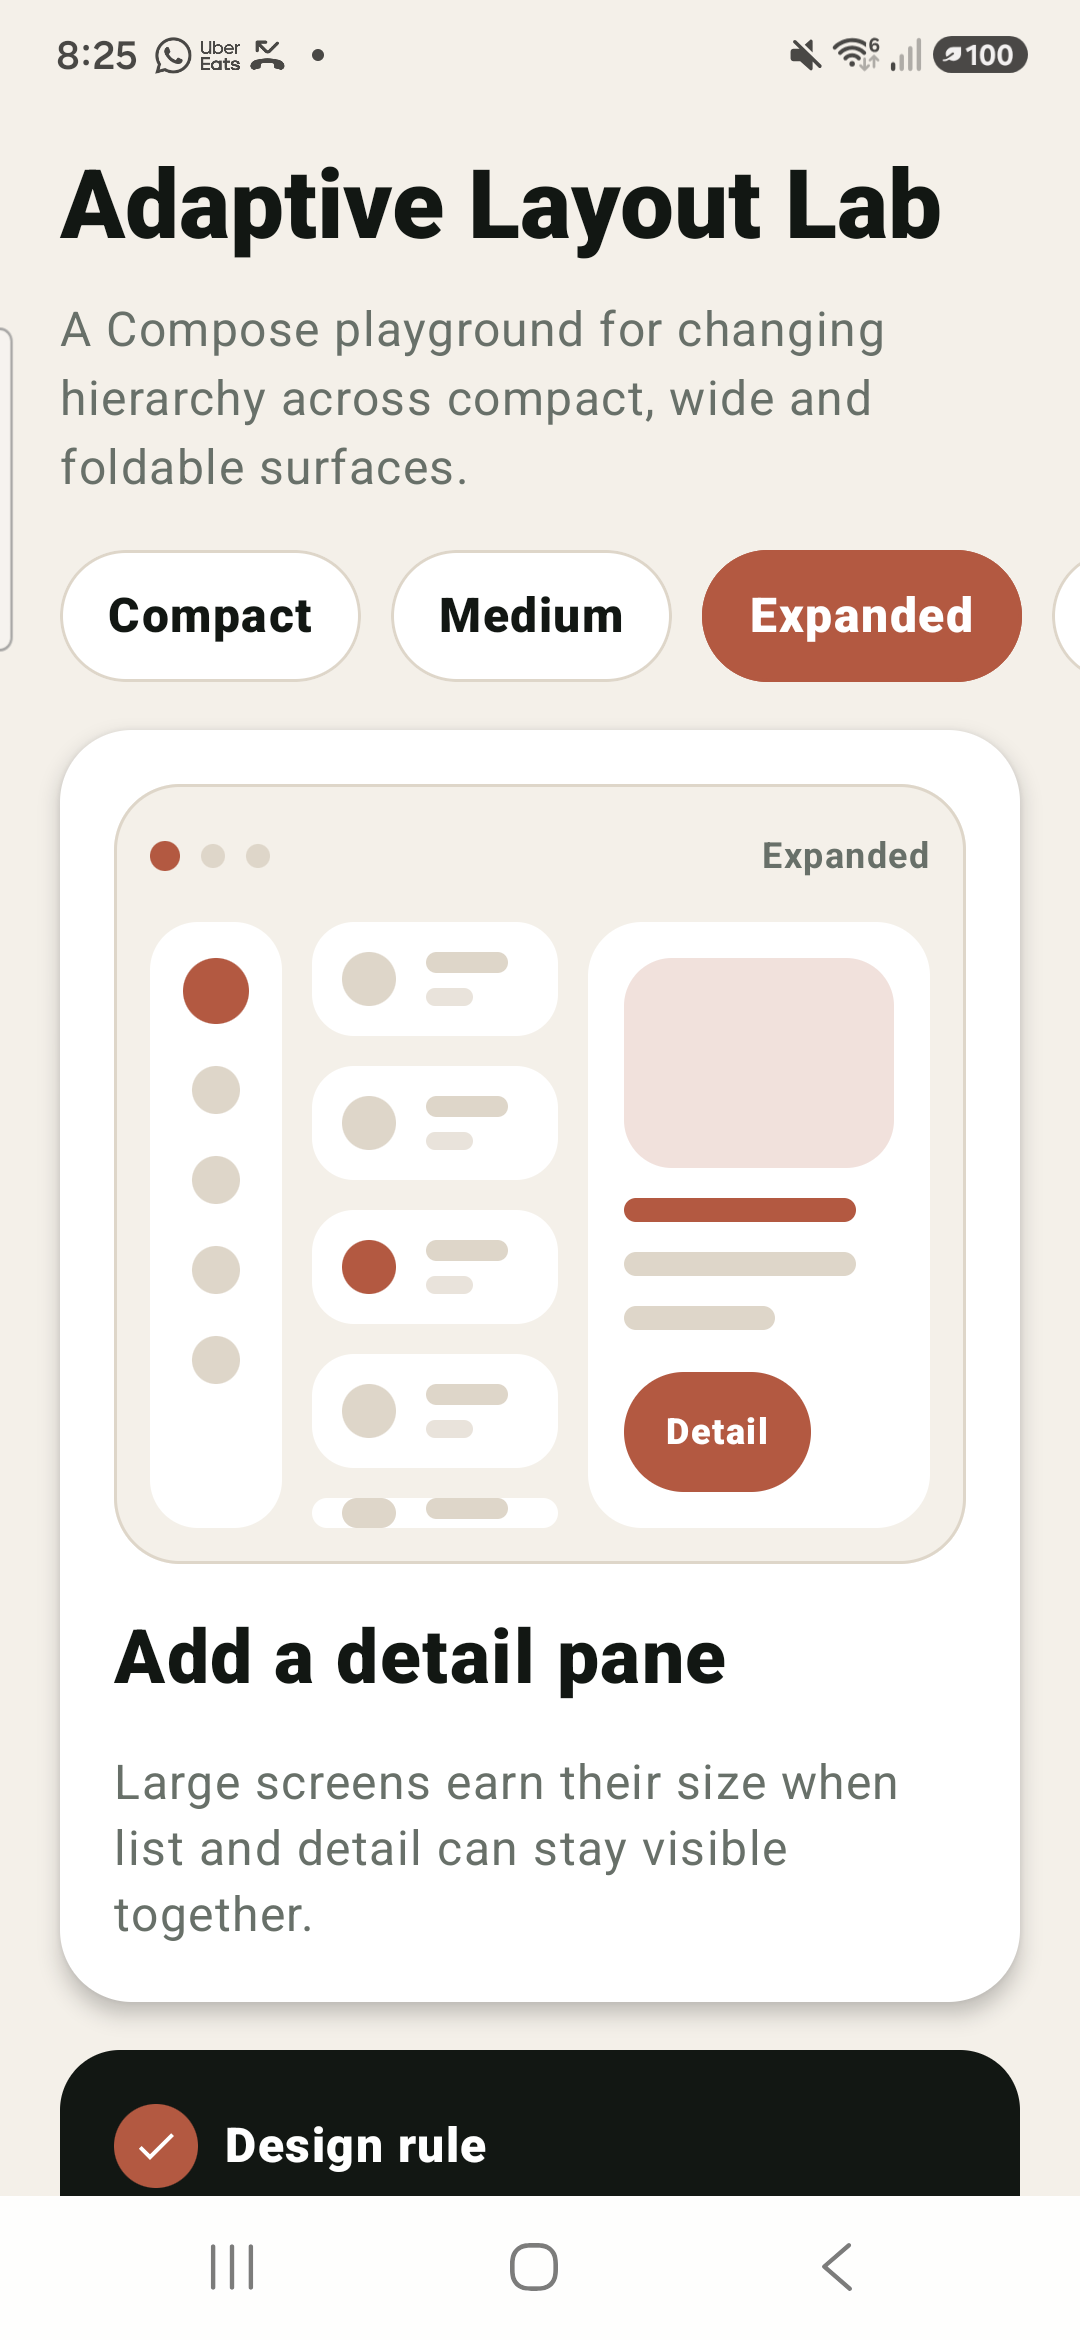 8:25
Uber
Eats
6
100
Adaptive Layout Lab
A Compose playground for changing
hierarchy across compact, wide and
foldable surfaces.
Compact
Medium
Expanded
Expanded
Detail
Add a detail pane
Large screens earn their size when
list and detail can stay visible
together.
Design rule